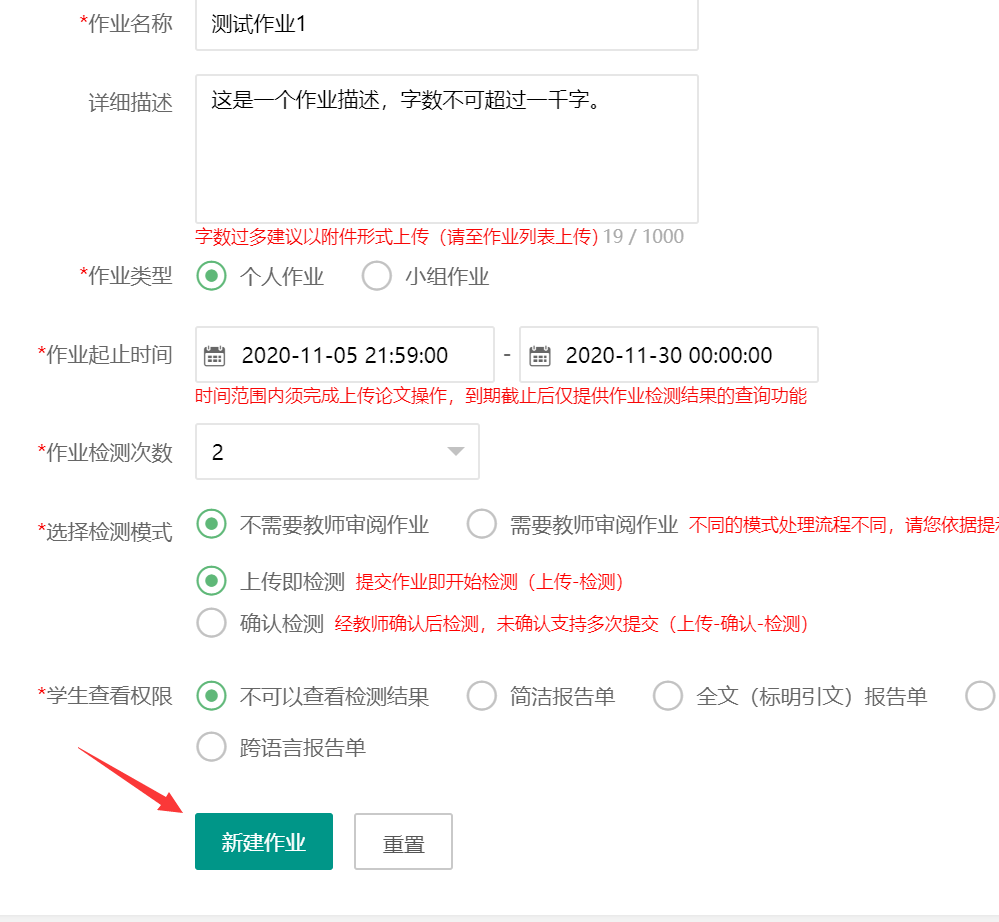 *作业名称 测试作业1
详细描述 这是一个作业描述，字数不可超过一千字。
字数过多建议以附件形式上传（请至作业列表上传）19 / 1000
*作业类型 个人作业 小组作业
*作业起止时间 2020-11-05 21:59:00 - 2020-11-30 00:00:00
时间范围内须完成上传论文操作，到期截止后仅提供作业检测结果的查询功能
*作业检测次数 2
*选择检测模式 不需要教师审阅作业 需要教师审阅作业 不同的模式处理流程不同，请您依据提
上传即检测 提交作业即开始检测（上传-检测）
确认检测 经教师确认后检测，未确认支持多次提交（上传-确认-检测）
*学生查看权限 不可以查看检测结果 简洁报告单 全文（标明引文）报告单
跨语言报告单
新建作业 重置